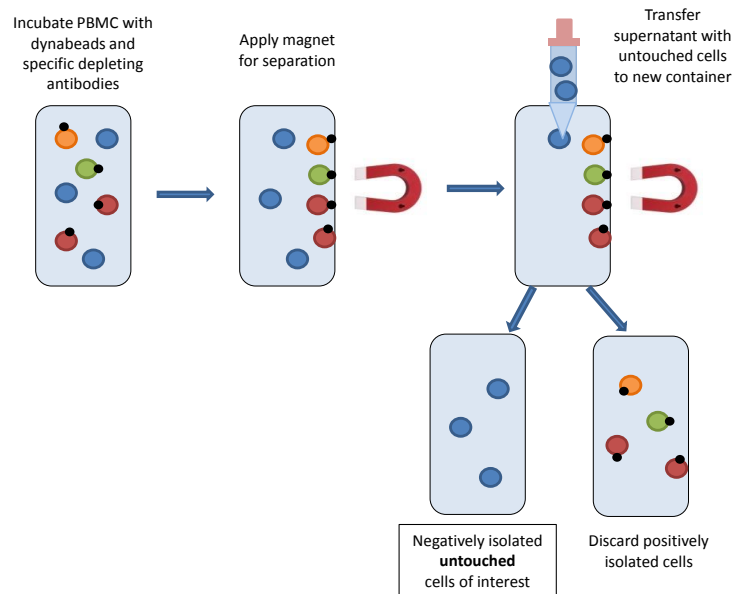 Incubate PBMC with
dynabeads and
specific depleting
antibodies
Apply magnet
for separation
Transfer
supernatant with
untouched cells
to new container
Negatively isolated
untouched
cells of interest
Discard positively
isolated cells